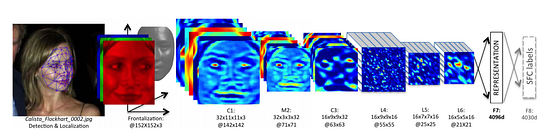 Calista_Flockhart_0002.jpg
Detection & Localization
Frontalization:
@152X152x3
C1:
32x11x11x3
@142x142
M2:
32x3x3x32
@71x71
C3:
16x9x9x32
@63x63
L4:
16x9x9x16
@55x55
L5:
16x7x7x16
@25x25
L6:
16x5x5x16
@21X21
REPRESENTATION
F7:
4096d
SFC labels
F8:
4030d